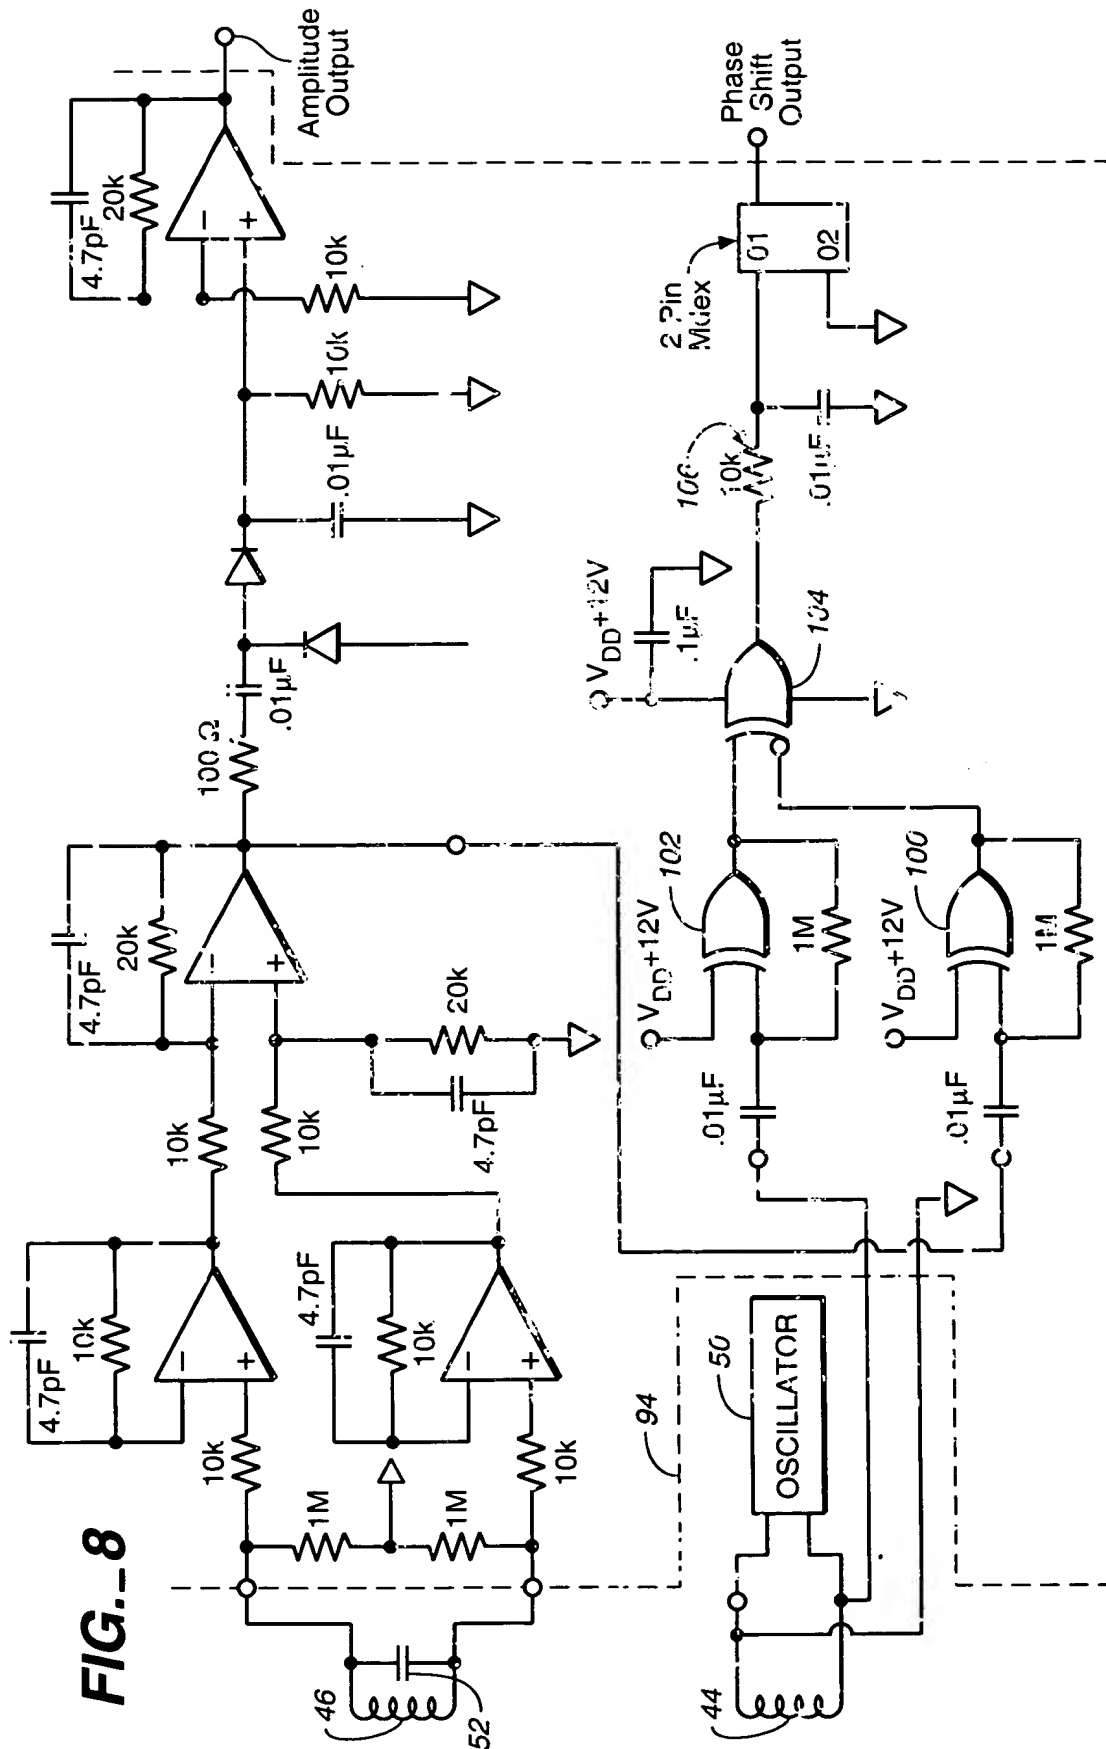 FIG._8
46
52
10k
1M
1M
10k
4.7pF
10k
−
+
4.7pF
10k
−
+
10k
10k
4.7pF
20k
4.7pF
20k
−
+
100 Ω
.01µF
.01µF
10k
10k
4.7pF
20k
−
+
Amplitude
Output
44
OSCILLATOR
50
94
.01µF
.01µF
VDD+12V
102
1M
VDD+12V
100
1M
VDD+12V
.1µF
104
106
10k
.01µF
2 Pin
01
02
Phase
Shift
Output